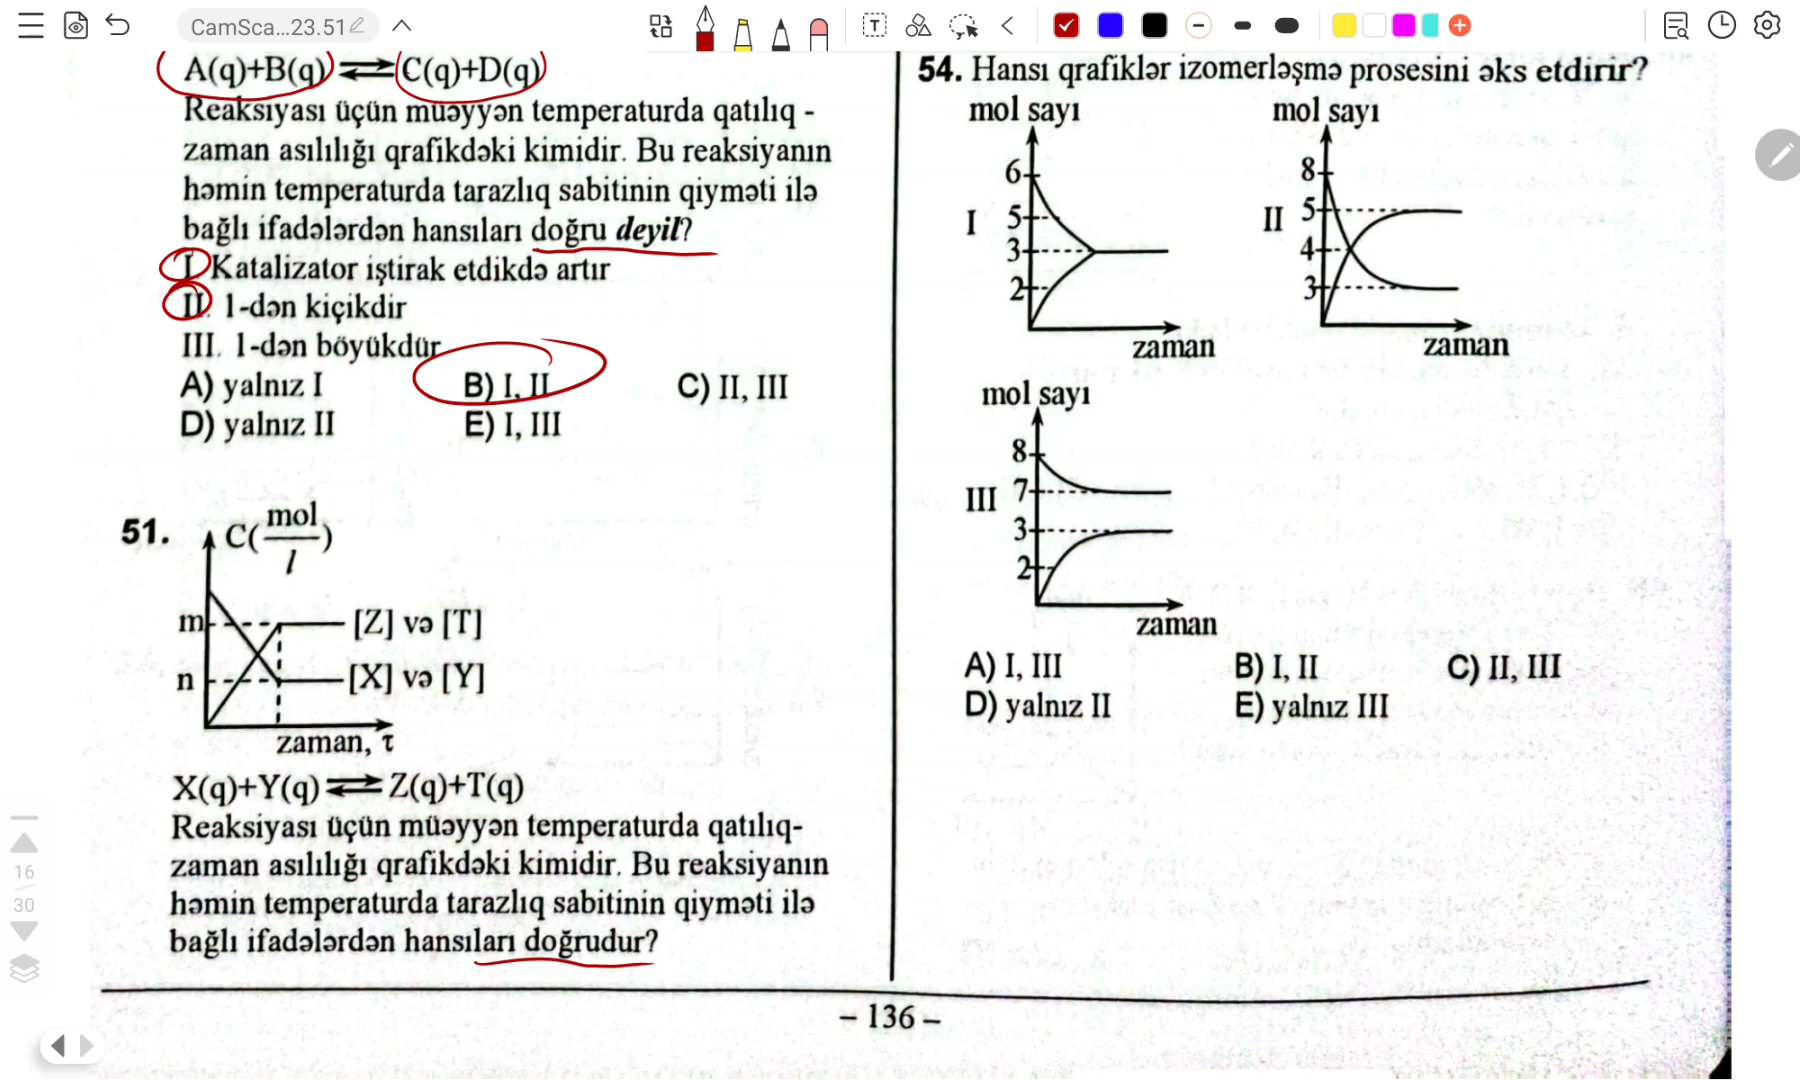 CamSca...23.51
A(q)+B(q)⇌C(q)+D(q)
Reaksiyası üçün müəyyən temperaturda qatılıq -
zaman asılılığı qrafikdəki kimidir. Bu reaksiyanın
həmin temperaturda tarazlıq sabitinin qiyməti ilə
bağlı ifadələrdən hansıları doğru deyil?
I. Katalizator iştirak etdikdə artır
II. 1-dən kiçikdir
III. 1-dən böyükdür
A) yalnız I B) I, II C) II, III
D) yalnız II E) I, III
51.
C(mol/l)
m [Z] və [T]
n [X] və [Y]
zaman, τ
X(q)+Y(q)⇌Z(q)+T(q)
Reaksiyası üçün müəyyən temperaturda qatılıq-
zaman asılılığı qrafikdəki kimidir. Bu reaksiyanın
həmin temperaturda tarazlıq sabitinin qiyməti ilə
bağlı ifadələrdən hansıları doğrudur?
54. Hansı qrafiklər izomerləşmə prosesini əks etdirir?
mol sayı
6
I 5
3
2
zaman
mol sayı
8
II 5
4
3
zaman
mol sayı
8
III 7
3
2
zaman
A) I, III B) I, II C) II, III
D) yalnız II E) yalnız III
– 136 –
16
30
T